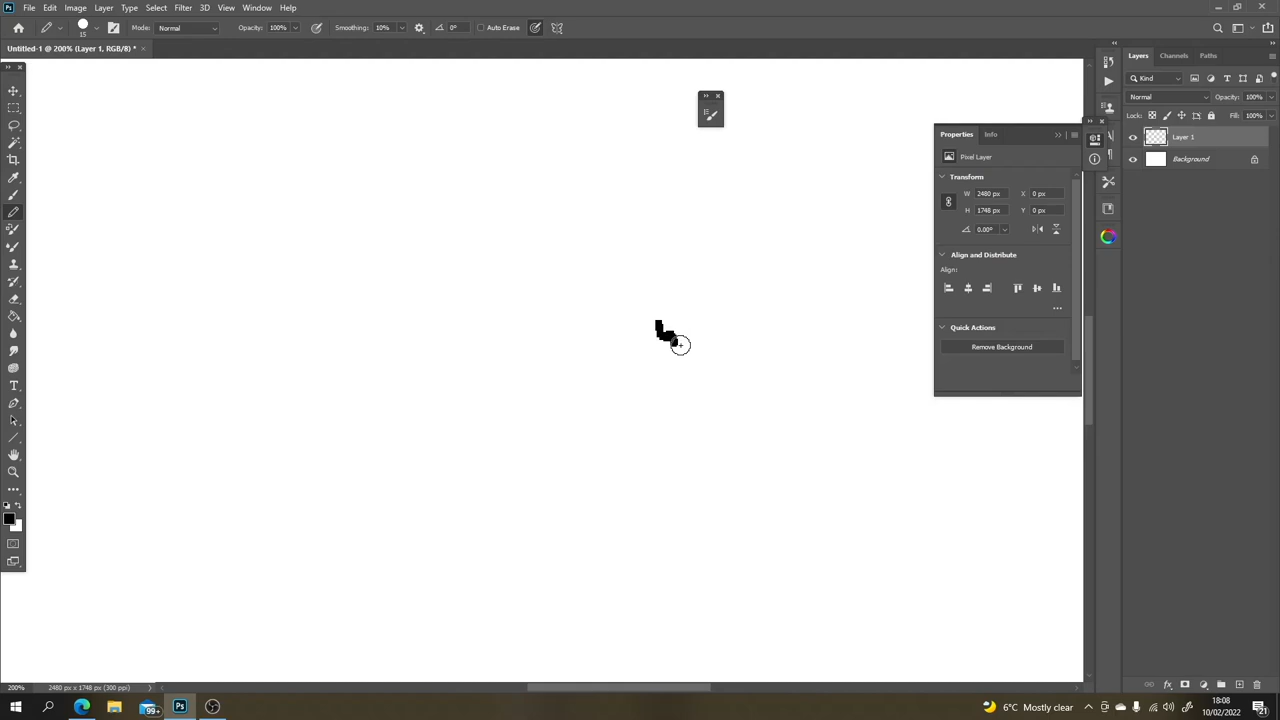 Ps File Edit Image Layer Type Select Filter 3D View Window Help
15 Mode: Normal Opacity: 100% Smoothing: 10% 0° Auto Erase
Untitled-1 @ 200% (Layer 1, RGB/8) *
Layers Channels Paths
Kind
Normal Opacity: 100%
Lock: Fill: 100%
Layer 1
Background
Properties Info
Pixel Layer
Transform
W 2480 px X 0 px
H 1748 px Y 0 px
0.00°
Align and Distribute
Align:
Quick Actions
Remove Background
200% 2480 px x 1748 px (300 ppi)
99+ Ps 6°C Mostly clear 18:08
10/02/2022